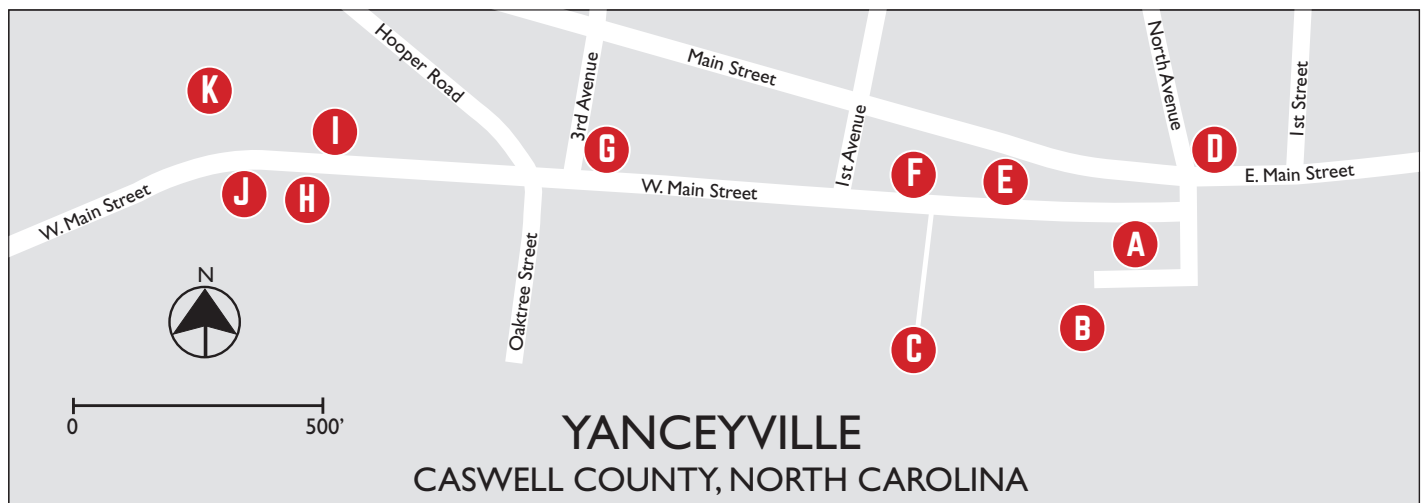 Hooper Road
3rd Avenue
Main Street
North Avenue
1st Street
K
I
G
D
1st Avenue
F
E
E. Main Street
J
H
W. Main Street
W. Main Street
A
N
Oaktree Street
B
C
0
500'
YANCEYVILLE
CASWELL COUNTY, NORTH CAROLINA